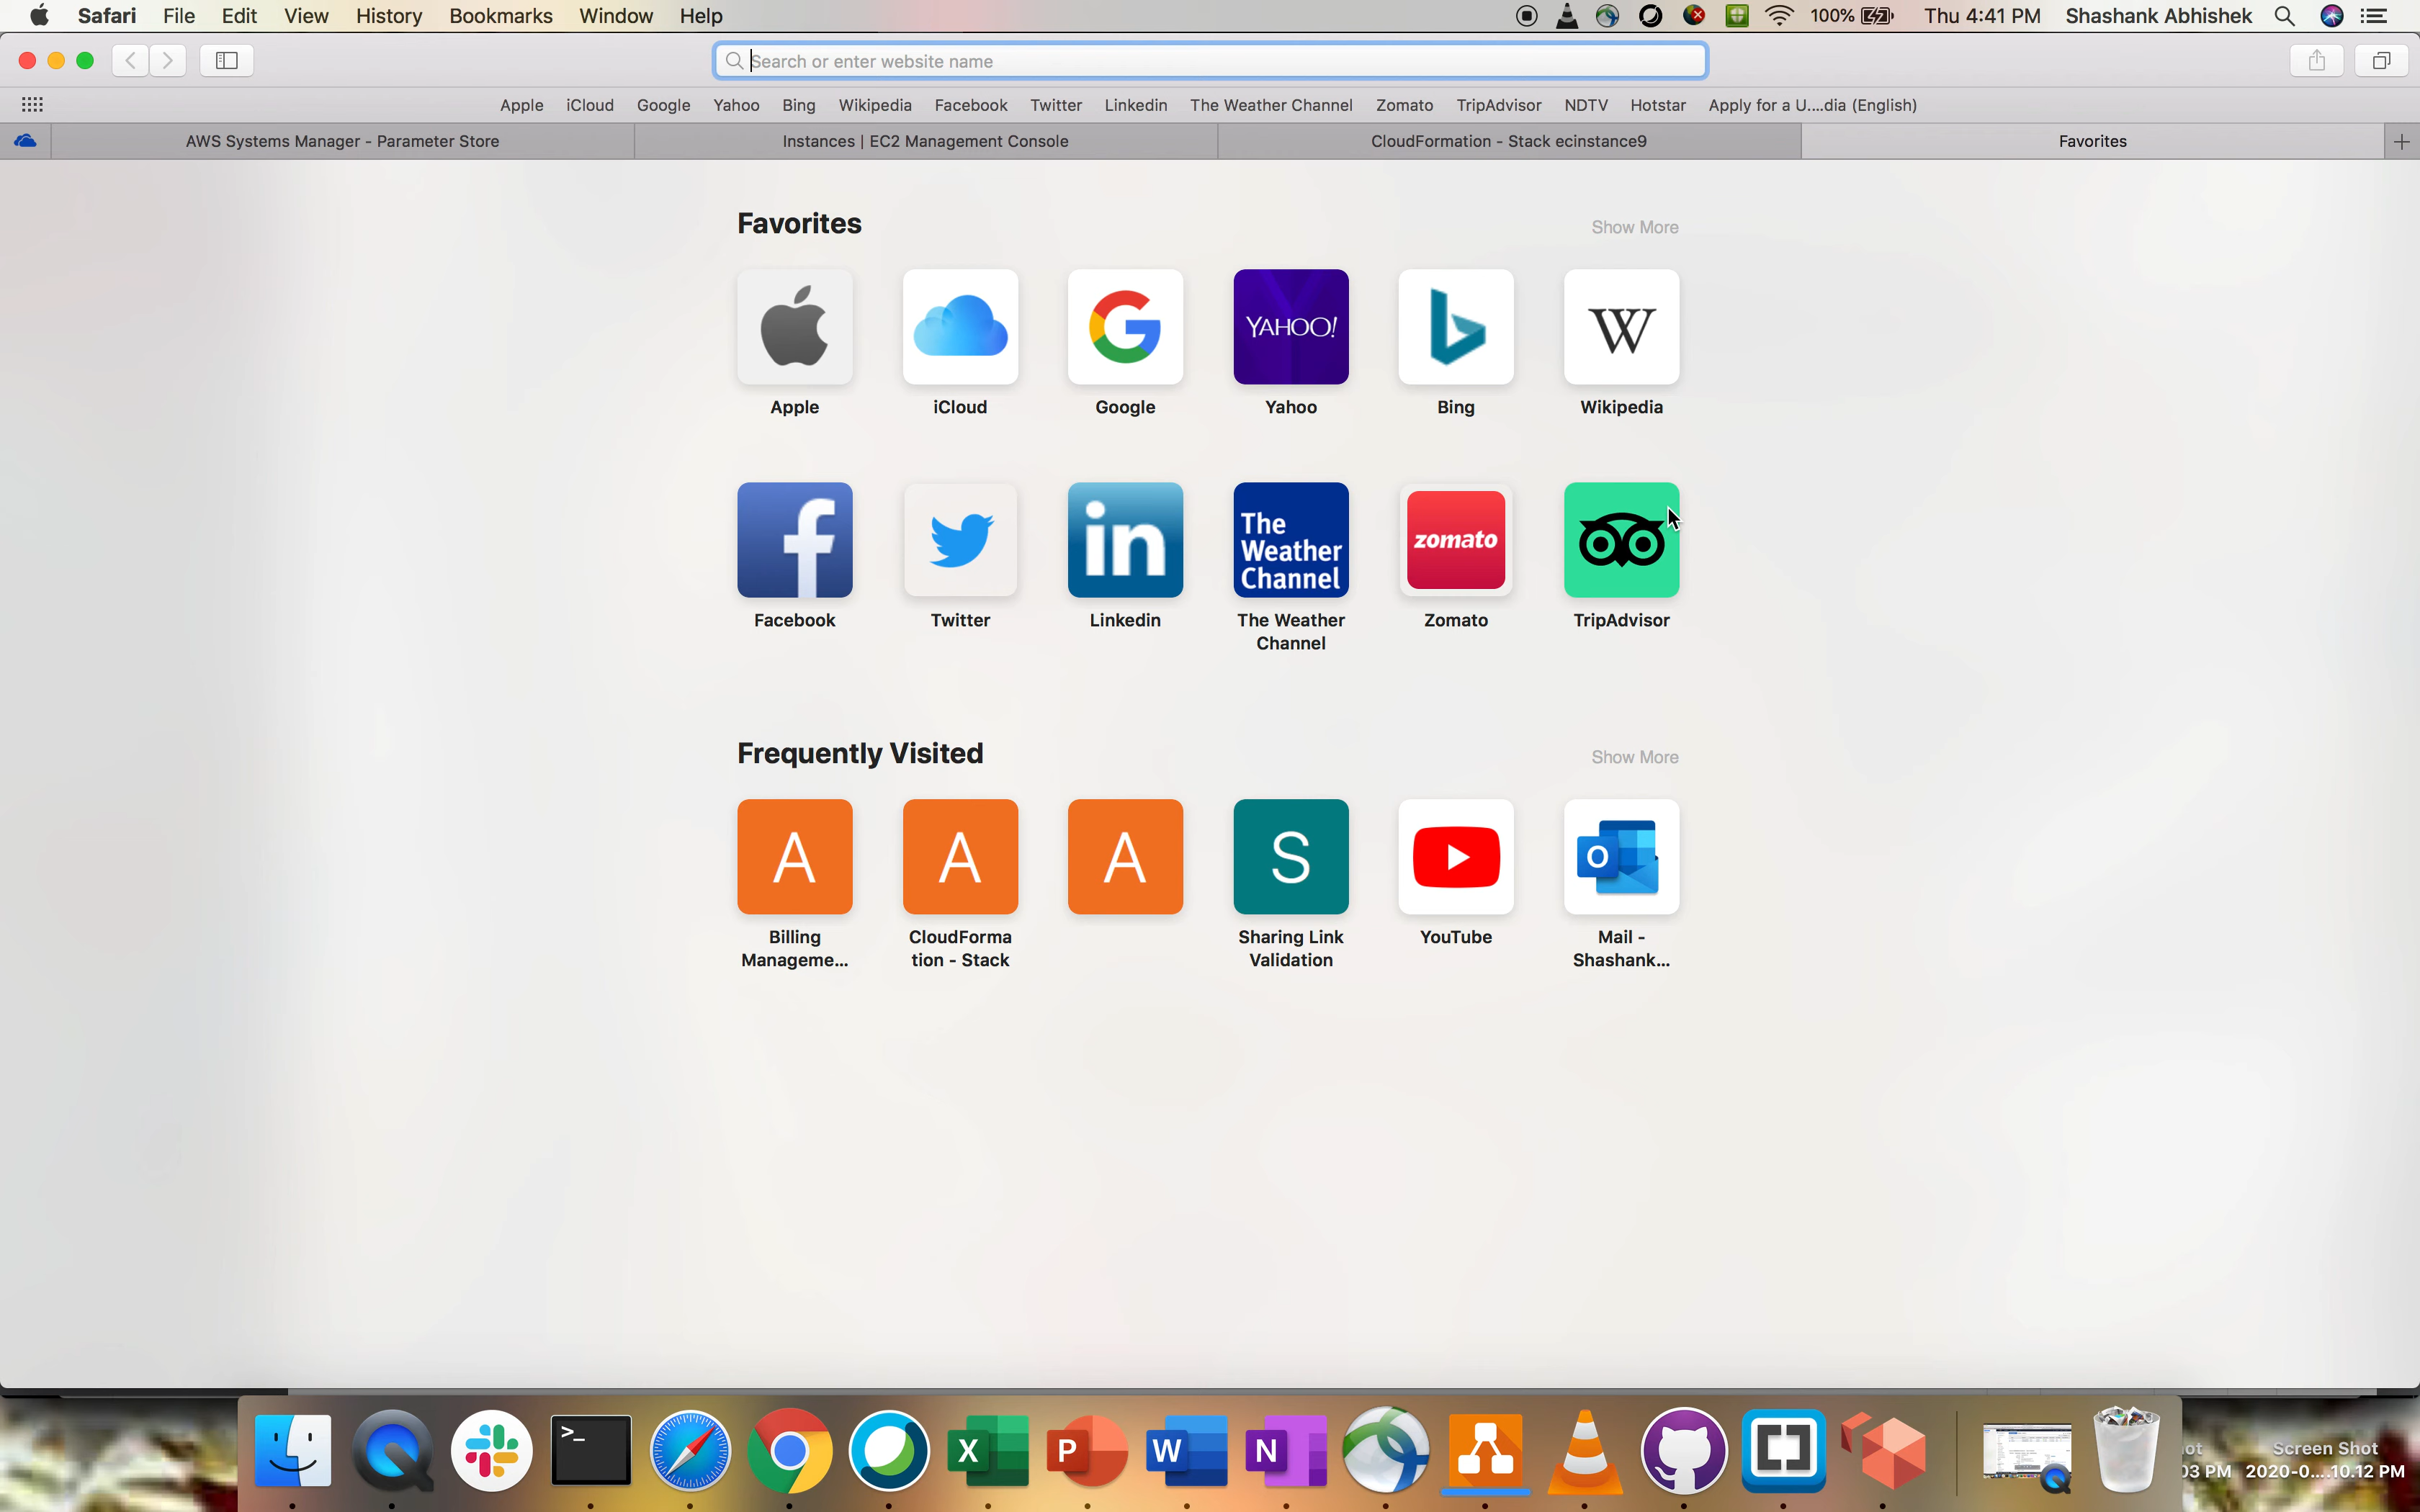 Safari File Edit View History Bookmarks Window Help 100% Thu 4:41 PM Shashank Abhishek
Search or enter website name
Apple iCloud Google Yahoo Bing Wikipedia Facebook Twitter Linkedin The Weather Channel Zomato TripAdvisor NDTV Hotstar Apply for a U....dia (English)
AWS Systems Manager - Parameter Store Instances | EC2 Management Console CloudFormation - Stack ecinstance9 Favorites
Favorites Show More
YAHOO! W
Apple iCloud Google Yahoo Bing Wikipedia
The
Weather
Channel
in zomato
Facebook Twitter Linkedin The Weather Zomato TripAdvisor
Channel
Frequently Visited Show More
A A A S O
Billing CloudForma Sharing Link YouTube Mail -
Manageme... tion - Stack Validation Shashank...
>_ X P W N
Screen Shot
03 PM 2020-0....10.12 PM